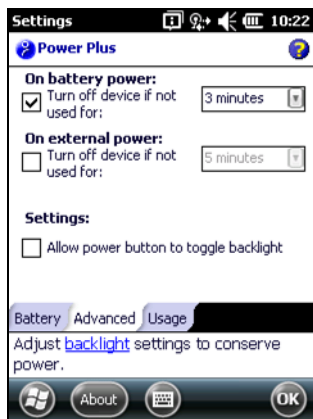 Settings 10:22
Power Plus ?
On battery power:
Turn off device if not 3 minutes
used for:
On external power:
Turn off device if not 5 minutes
used for:
Settings:
Allow power button to toggle backlight
Battery Advanced Usage
Adjust backlight settings to conserve
power.
About OK